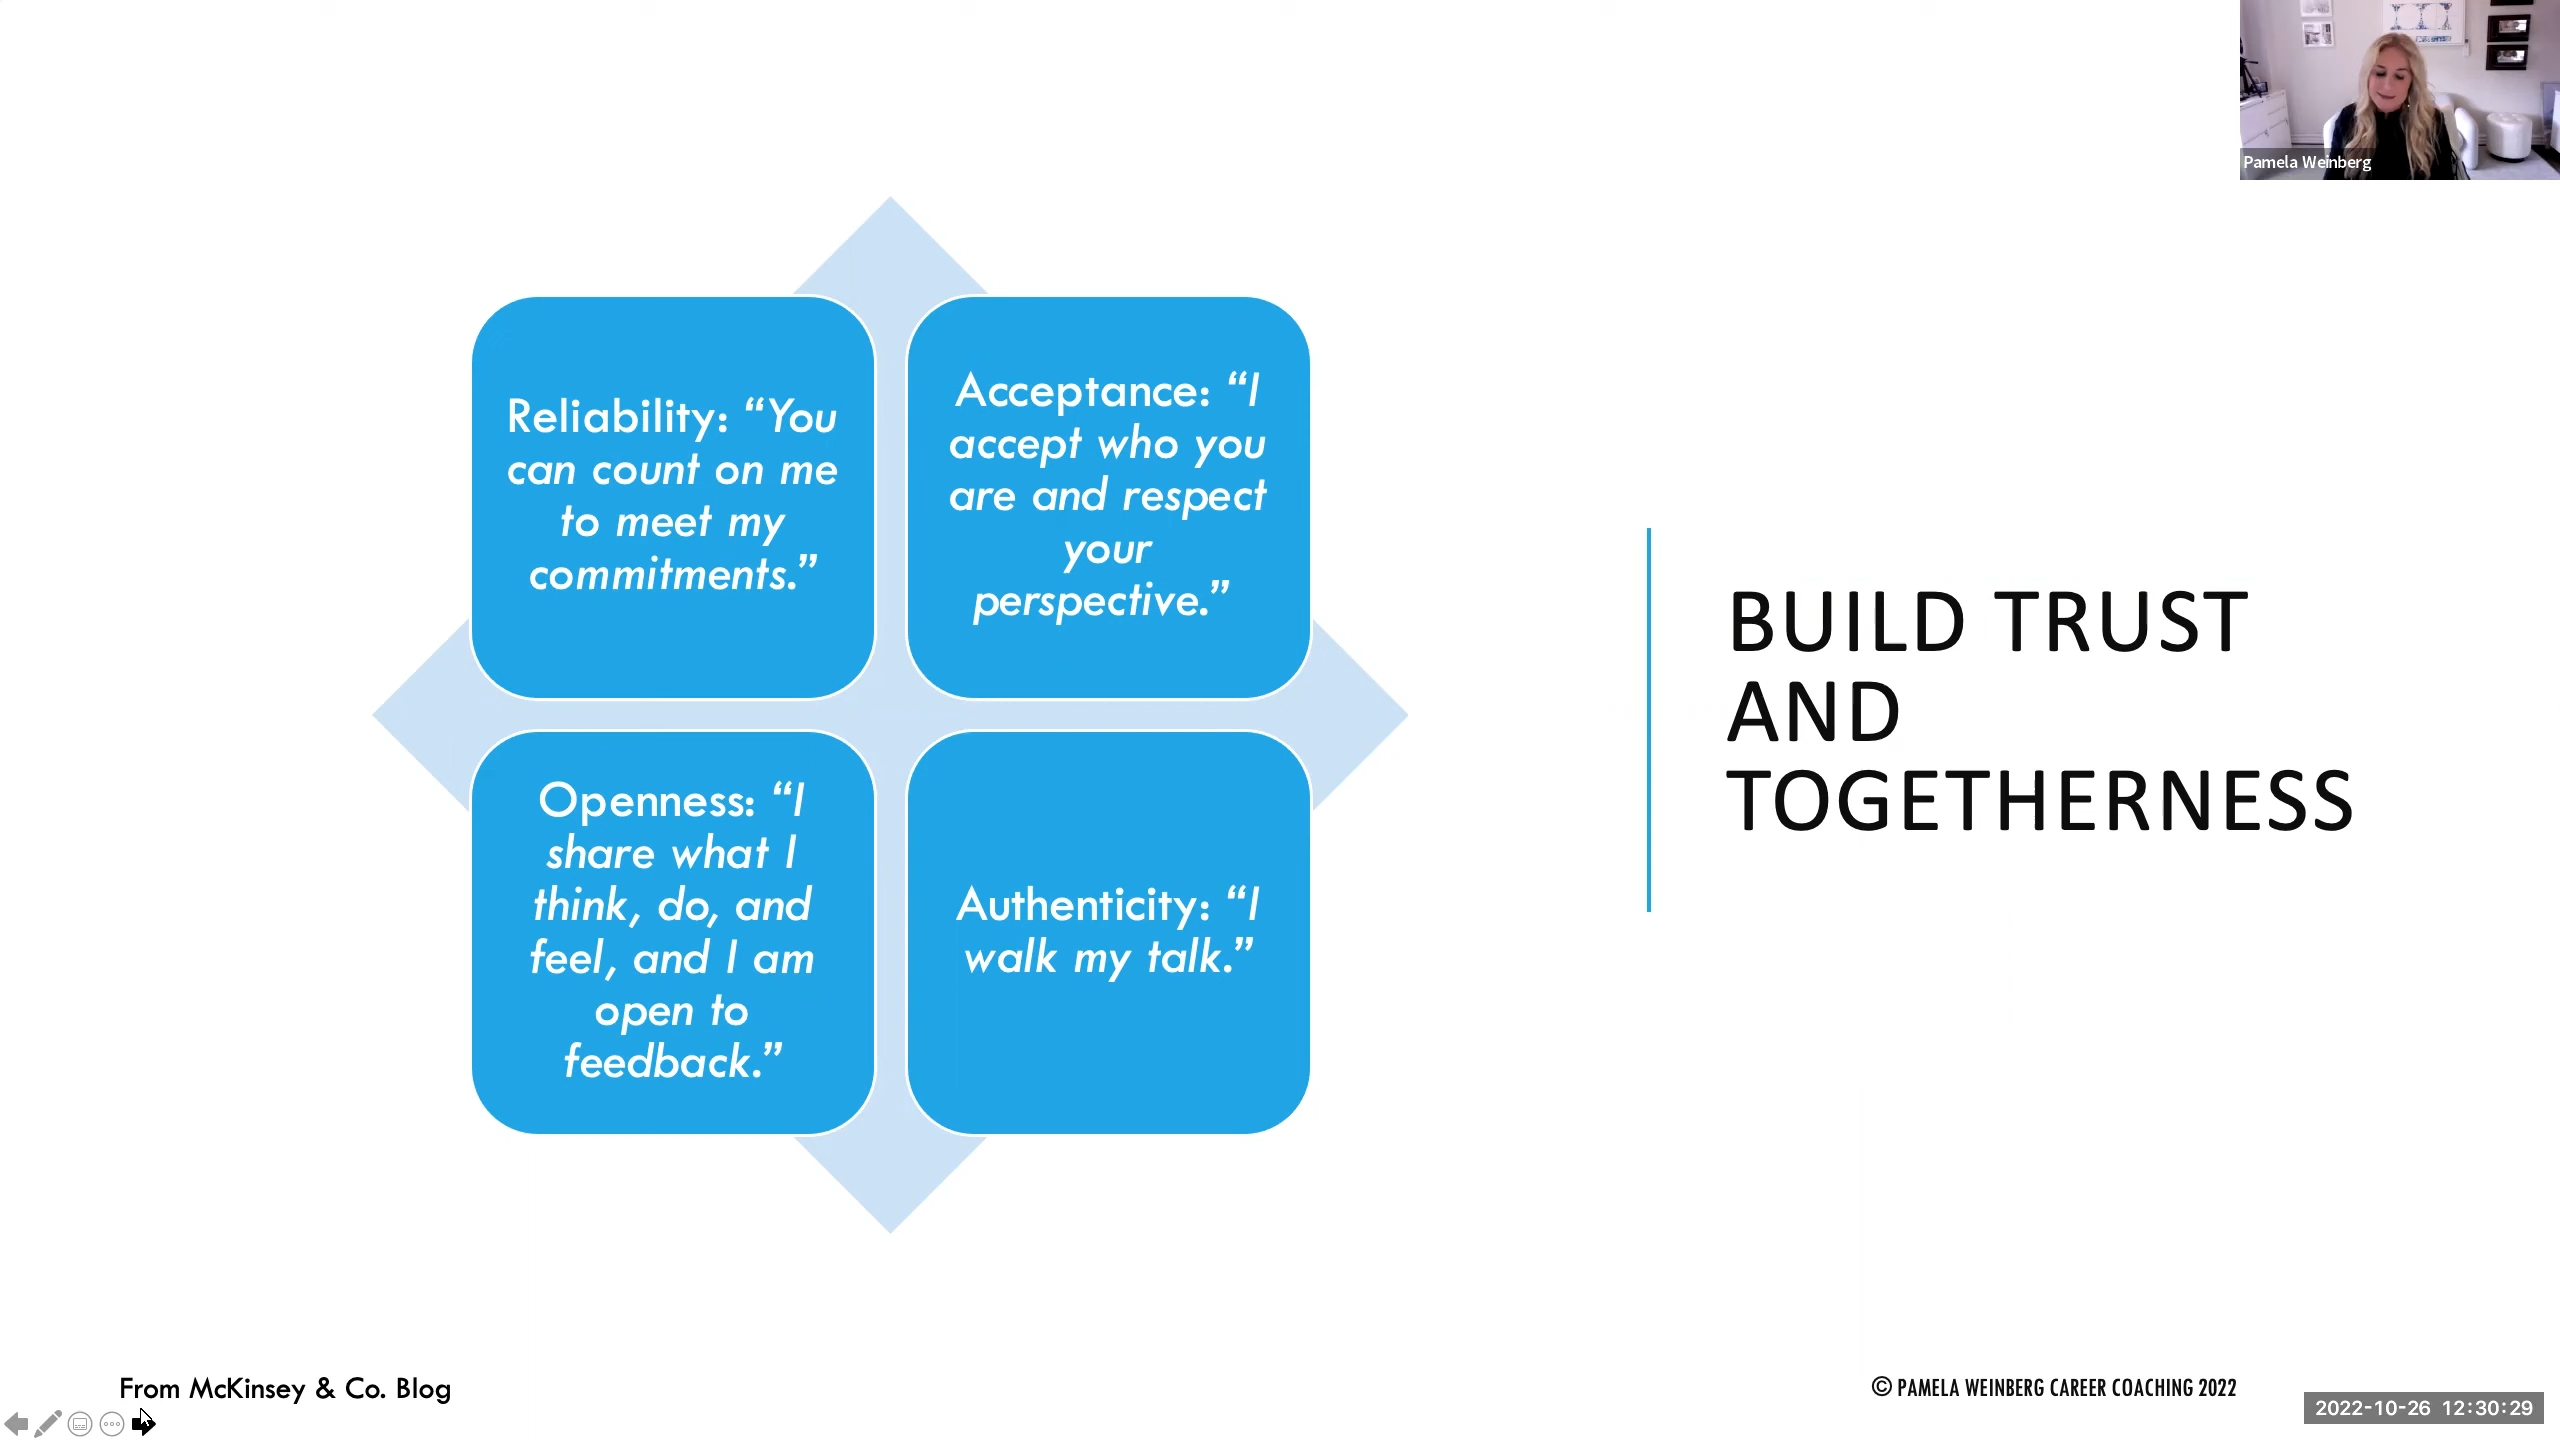 Pamela Weinberg
Reliability: “You
can count on me
to meet my
commitments.”
Acceptance: “I
accept who you
are and respect
your
perspective.”
Openness: “I
share what I
think, do, and
feel, and I am
open to
feedback.”
Authenticity: “I
walk my talk.”
BUILD TRUST
AND
TOGETHERNESS
From McKinsey & Co. Blog
© PAMELA WEINBERG CAREER COACHING 2022
2022-10-26 12:30:29